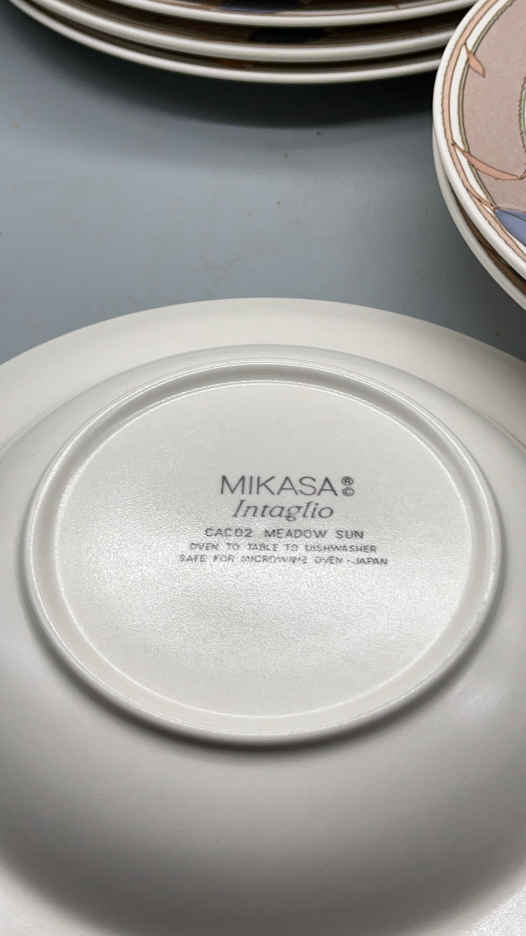 MIKASA®©
Intaglio
CAC02 MEADOW SUN
OVEN TO TABLE TO DISHWASHER
SAFE FOR MICROWAVE OVEN - JAPAN